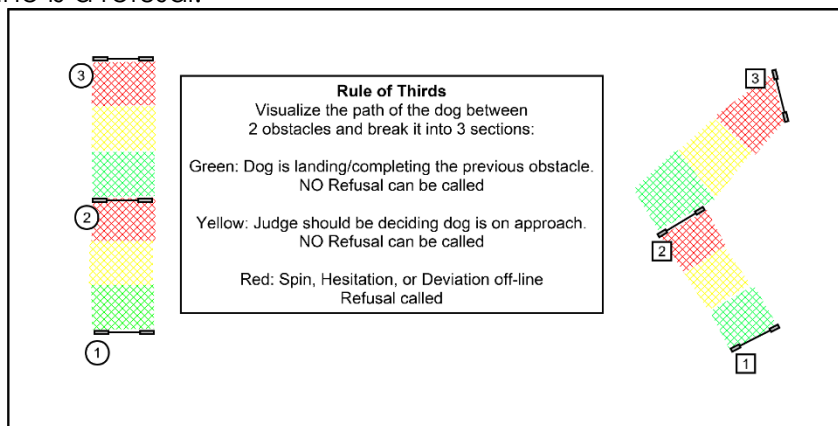 is a refusal.
3
3
Rule of Thirds
Visualize the path of the dog between
2 obstacles and break it into 3 sections:
Green: Dog is landing/completing the previous obstacle.
NO Refusal can be called
2
Yellow: Judge should be deciding dog is on approach.
NO Refusal can be called
2
Red: Spin, Hesitation, or Deviation off-line
Refusal called
1
1